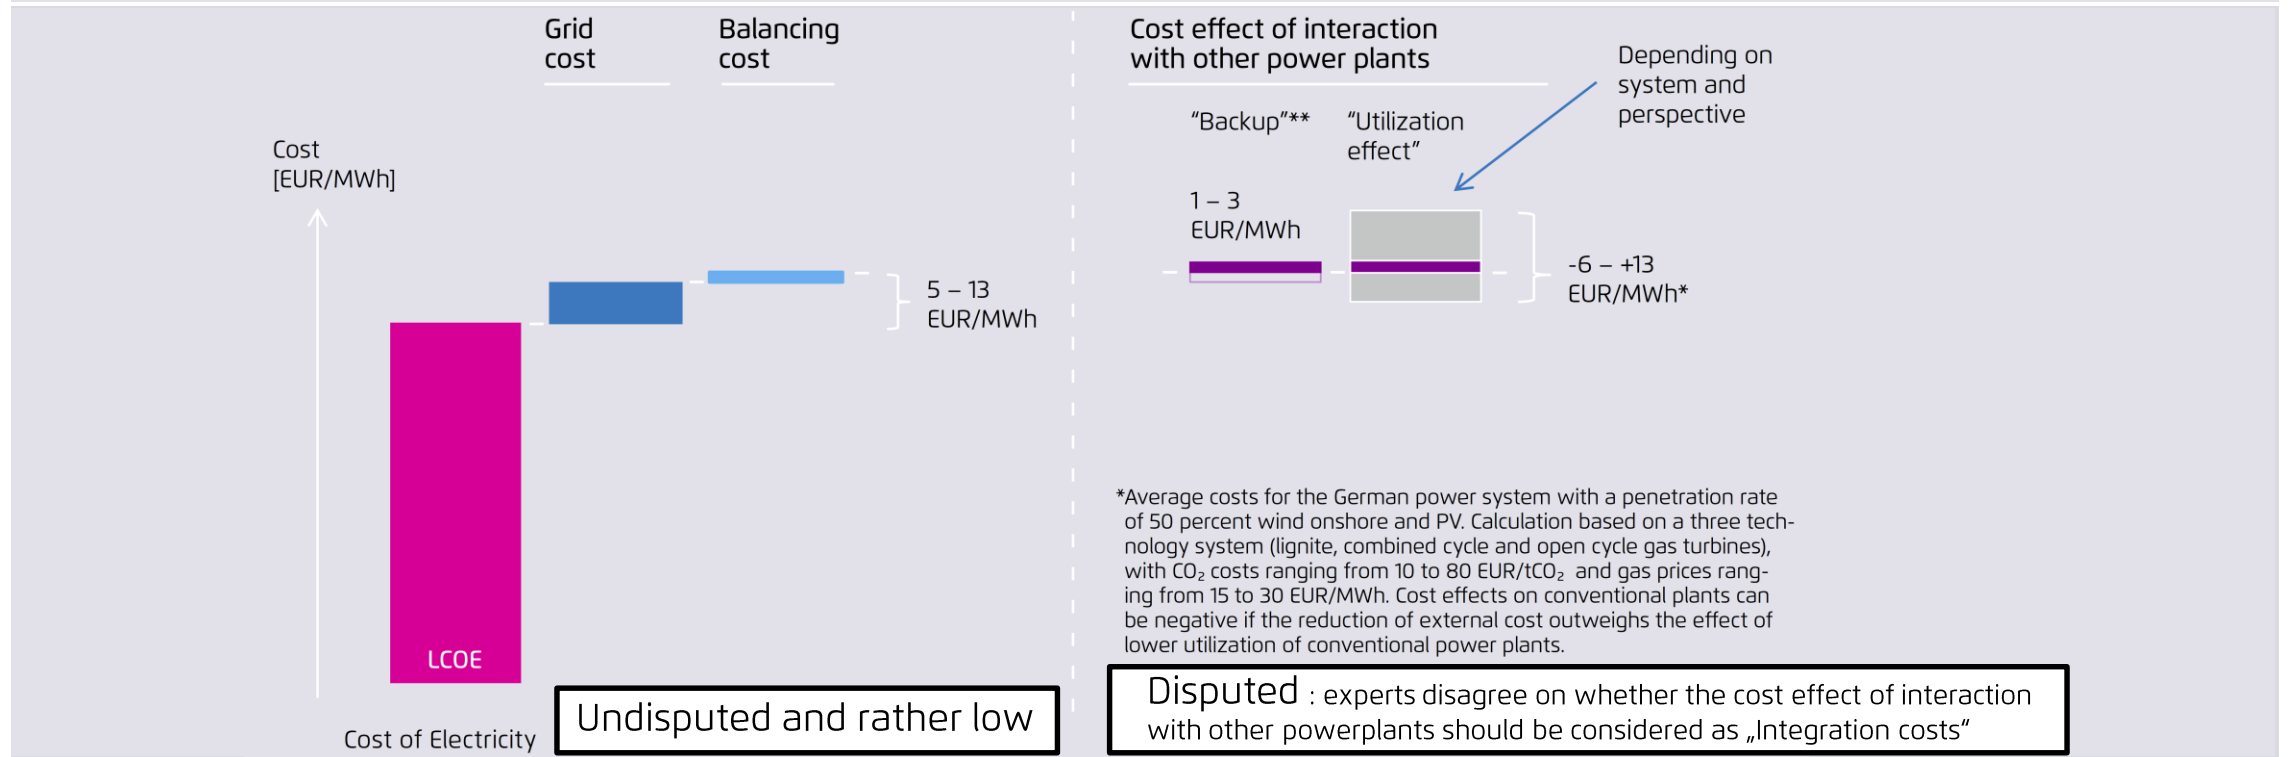 Grid
cost
Balancing
cost
Cost
[EUR/MWh]
5 – 13
EUR/MWh
LCOE
Cost of Electricity
Undisputed and rather low
Cost effect of interaction
with other power plants
Depending on
system and
perspective
“Backup”**
“Utilization
effect”
1 – 3
EUR/MWh
-6 – +13
EUR/MWh*
*Average costs for the German power system with a penetration rate
of 50 percent wind onshore and PV. Calculation based on a three tech-
nology system (lignite, combined cycle and open cycle gas turbines),
with CO₂ costs ranging from 10 to 80 EUR/tCO₂ and gas prices rang-
ing from 15 to 30 EUR/MWh. Cost effects on conventional plants can
be negative if the reduction of external cost outweighs the effect of
lower utilization of conventional power plants.
Disputed : experts disagree on whether the cost effect of interaction
with other powerplants should be considered as „Integration costs“